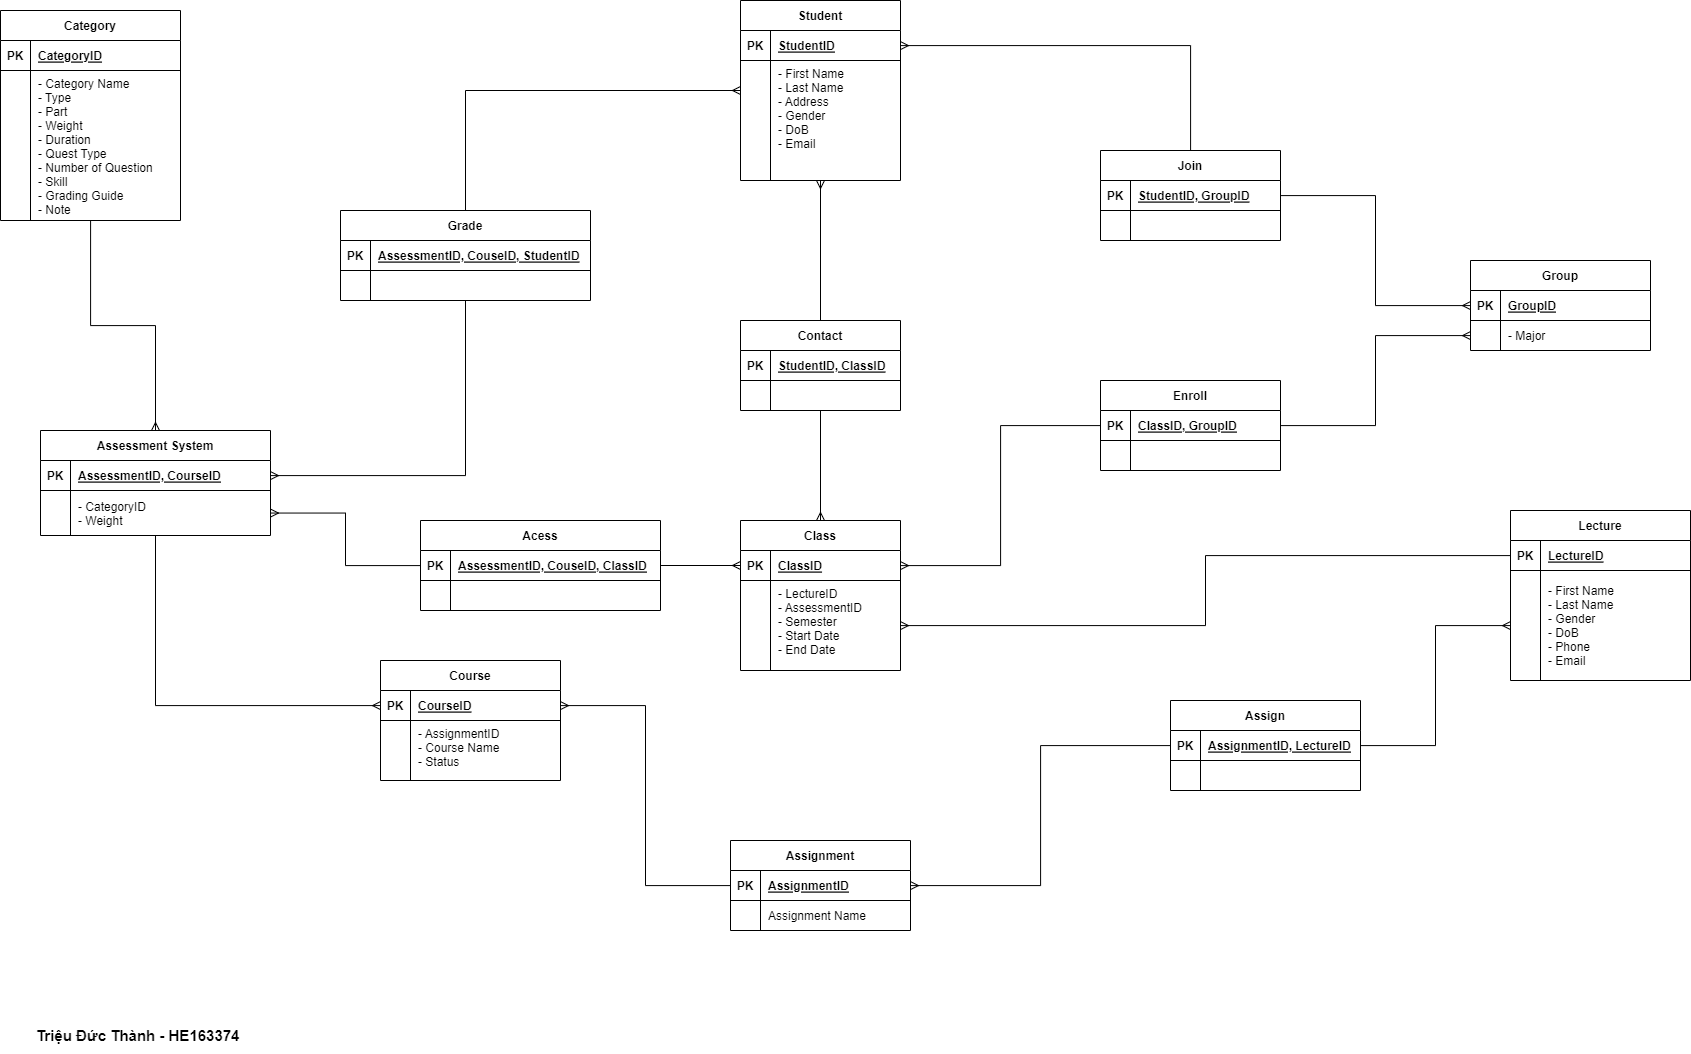 Category
PK CategoryID
- Category Name
- Type
- Part
- Weight
- Duration
- Quest Type
- Number of Question
- Skill
- Grading Guide
- Note
Student
PK StudentID
- First Name
- Last Name
- Address
- Gender
- DoB
- Email
Join
PK StudentID, GroupID
Grade
PK AssessmentID, CouseID, StudentID
Group
PK GroupID
- Major
Contact
PK StudentID, ClassID
Enroll
PK ClassID, GroupID
Assessment System
PK AssessmentID, CourseID
- CategoryID
- Weight
Acess
PK AssessmentID, CouseID, ClassID
Class
PK ClassID
- LectureID
- AssessmentID
- Semester
- Start Date
- End Date
Lecture
PK LectureID
- First Name
- Last Name
- Gender
- DoB
- Phone
- Email
Course
PK CourseID
- AssignmentID
- Course Name
- Status
Assign
PK AssignmentID, LectureID
Assignment
PK AssignmentID
Assignment Name
Triệu Đức Thành - HE163374